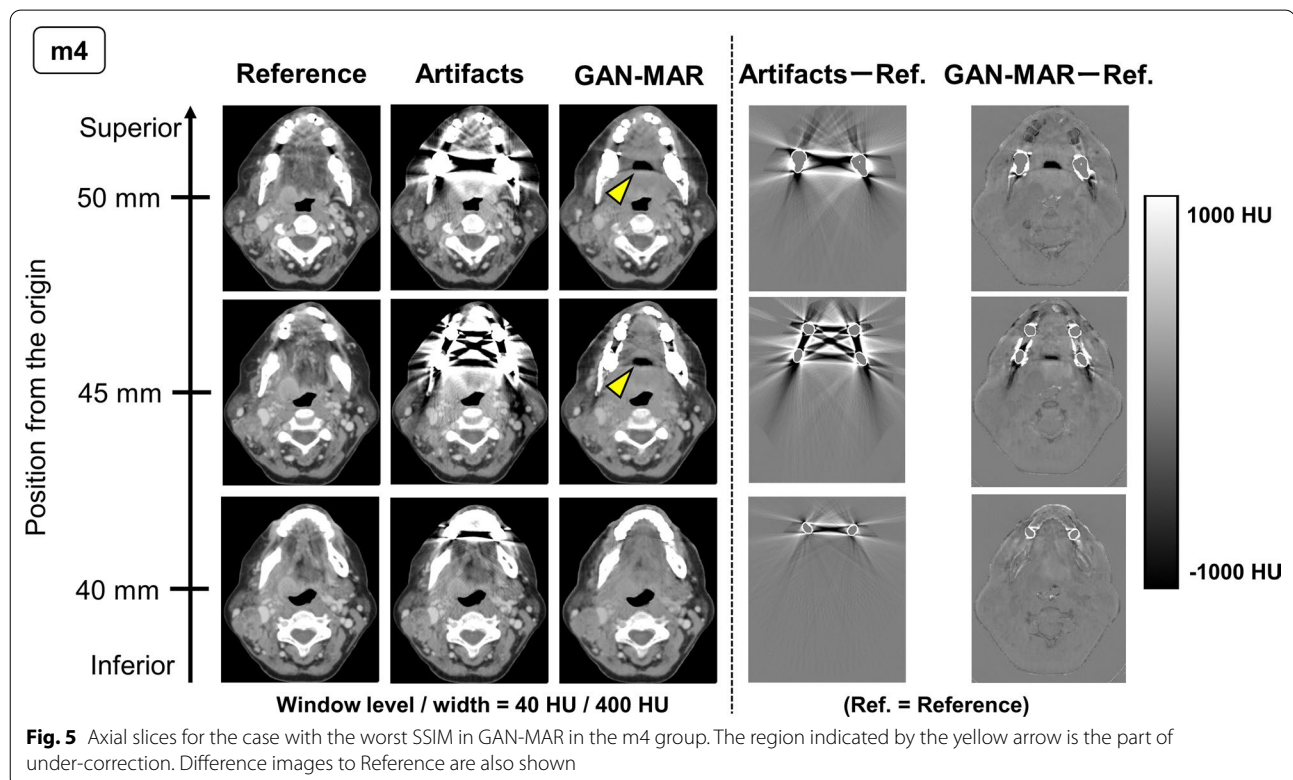 m4
Reference
Artifacts
GAN-MAR
Artifacts—Ref.
GAN-MAR—Ref.
Position from the origin
Superior
50 mm
45 mm
40 mm
Inferior
1000 HU
-1000 HU
Window level / width = 40 HU / 400 HU
(Ref. = Reference)
Fig. 5 Axial slices for the case with the worst SSIM in GAN-MAR in the m4 group. The region indicated by the yellow arrow is the part of
under-correction. Difference images to Reference are also shown